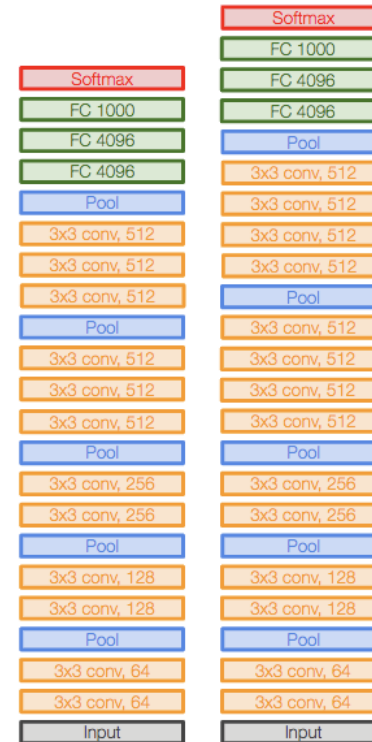 Softmax
FC 1000
FC 4096
FC 4096
Pool
3x3 conv, 512
3x3 conv, 512
3x3 conv, 512
Pool
3x3 conv, 512
3x3 conv, 512
3x3 conv, 512
Pool
3x3 conv, 256
3x3 conv, 256
Pool
3x3 conv, 128
3x3 conv, 128
Pool
3x3 conv, 64
3x3 conv, 64
Input
Softmax
FC 1000
FC 4096
FC 4096
Pool
3x3 conv, 512
3x3 conv, 512
3x3 conv, 512
3x3 conv, 512
Pool
3x3 conv, 512
3x3 conv, 512
3x3 conv, 512
3x3 conv, 512
Pool
3x3 conv, 256
3x3 conv, 256
Pool
3x3 conv, 128
3x3 conv, 128
Pool
3x3 conv, 64
3x3 conv, 64
Input